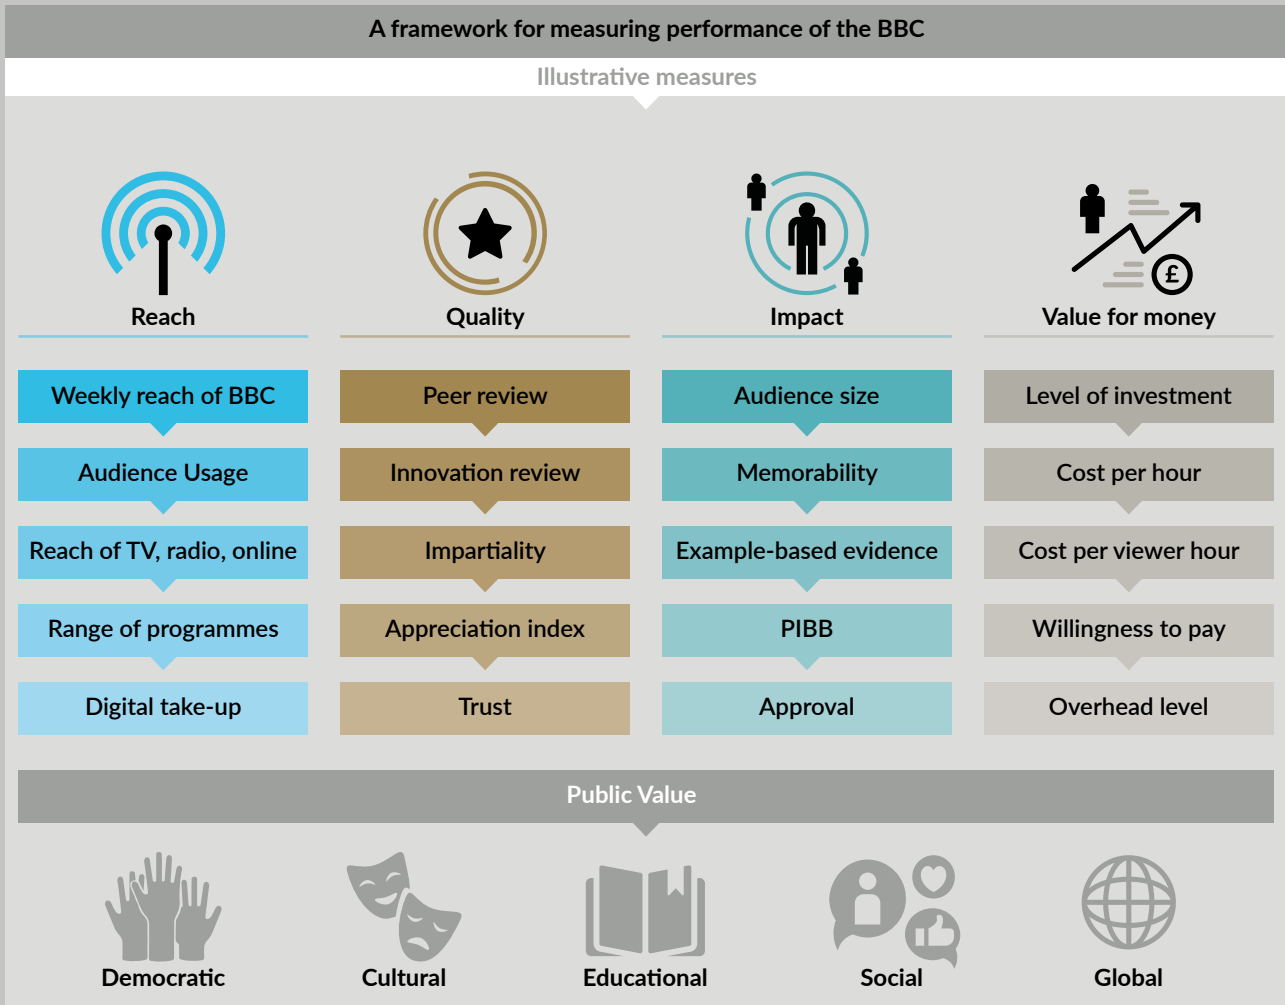 A framework for measuring performance of the BBC
Illustrative measures
Reach
Weekly reach of BBC
Audience Usage
Reach of TV, radio, online
Range of programmes
Digital take-up
Quality
Peer review
Innovation review
Impartiality
Appreciation index
Trust
Impact
Audience size
Memorability
Example-based evidence
PIBB
Approval
£
Value for money
Level of investment
Cost per hour
Cost per viewer hour
Willingness to pay
Overhead level
Public Value
Democratic
Cultural
Educational
Social
Global